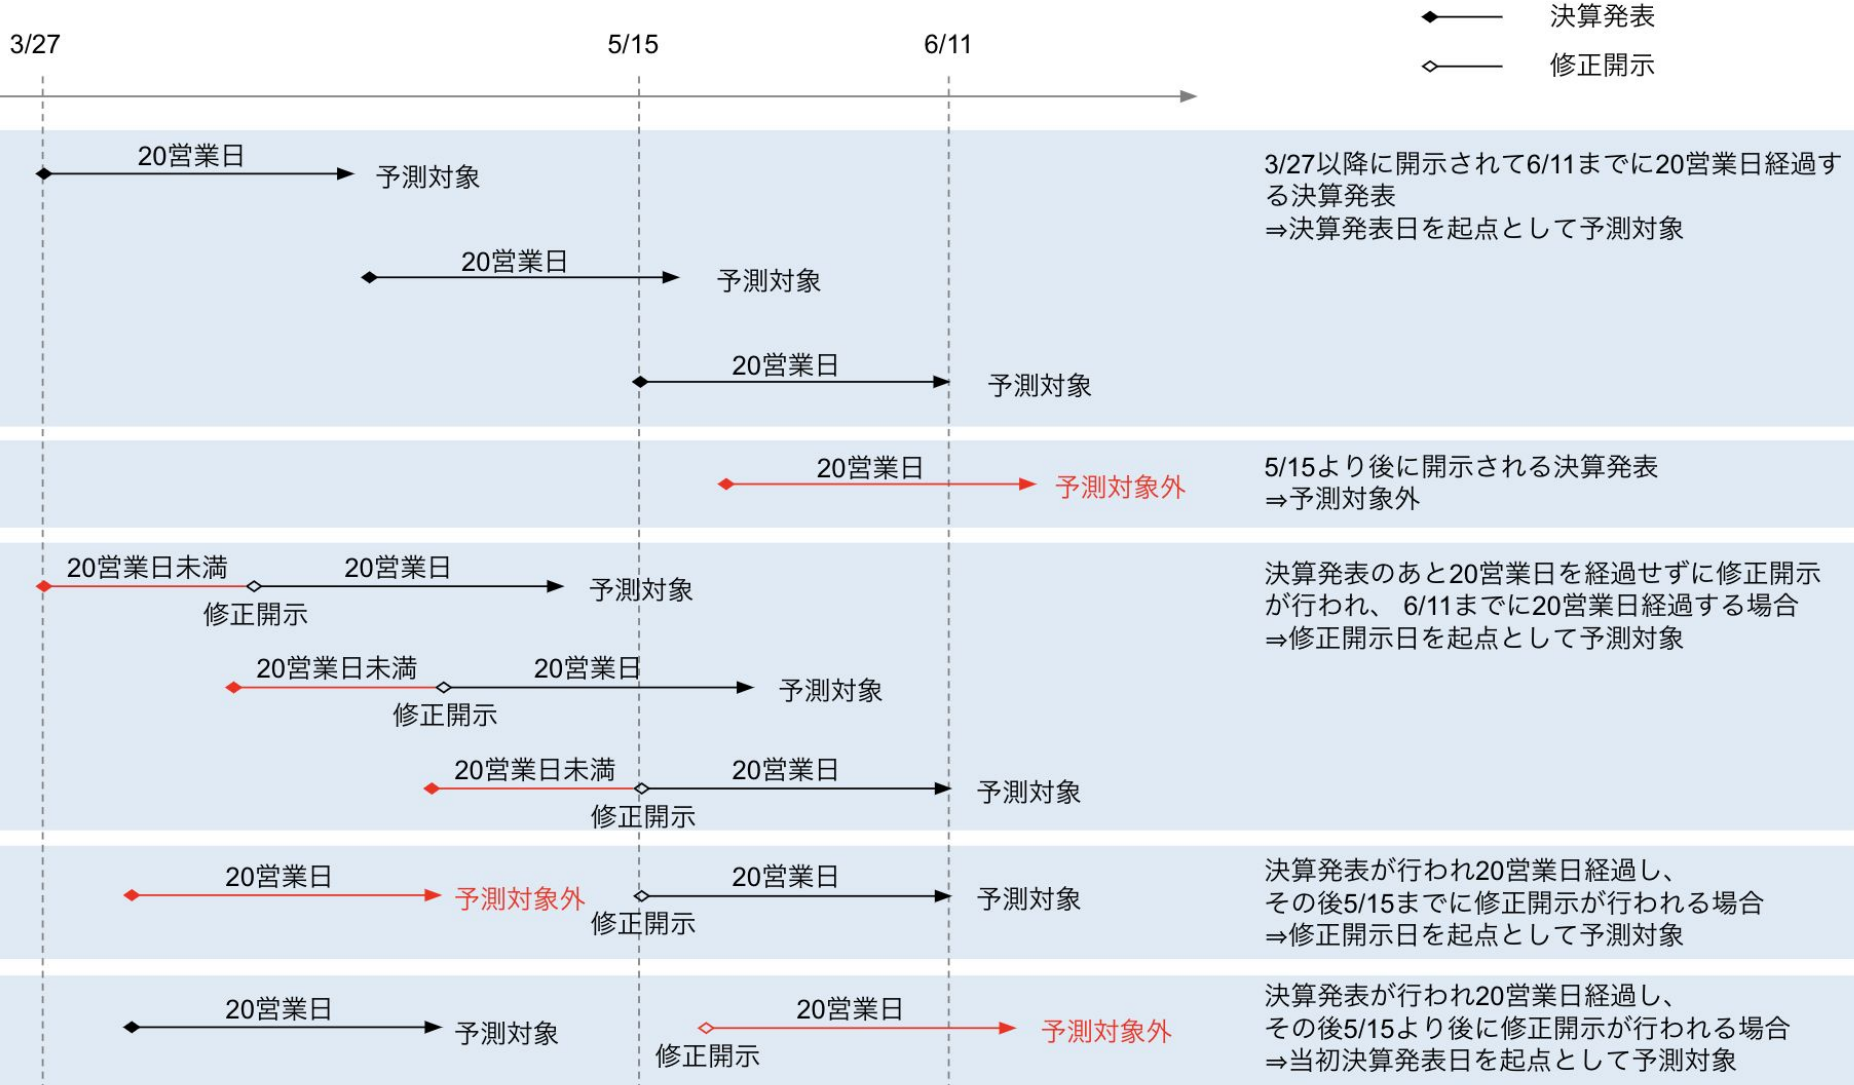 決算発表
修正開示
3/27
5/15
6/11
20営業日
予測対象
20営業日
予測対象
20営業日
予測対象
3/27以降に開示されて6/11までに20営業日経過す
る決算発表
⇒決算発表日を起点として予測対象
20営業日
予測対象外
5/15より後に開示される決算発表
⇒予測対象外
20営業日未満
20営業日
修正開示
予測対象
20営業日未満
20営業日
修正開示
予測対象
20営業日未満
20営業日
修正開示
予測対象
決算発表のあと20営業日を経過せずに修正開示
が行われ、 6/11までに20営業日経過する場合
⇒修正開示日を起点として予測対象
20営業日
予測対象外
20営業日
修正開示
予測対象
決算発表が行われ20営業日経過し、
その後5/15までに修正開示が行われる場合
⇒修正開示日を起点として予測対象
20営業日
予測対象
20営業日
修正開示
予測対象外
決算発表が行われ20営業日経過し、
その後5/15より後に修正開示が行われる場合
⇒当初決算発表日を起点として予測対象